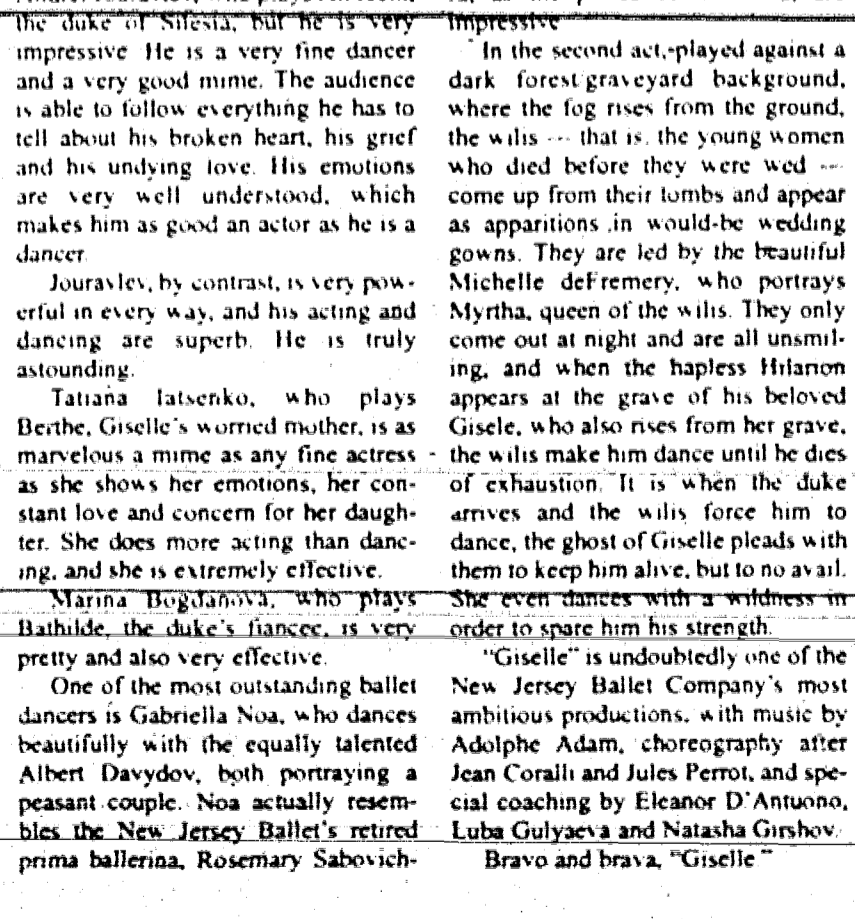 the duke of Silesia, but he is very
impressive He is a very fine dancer
and a very good mime. The audience
is able to follow everything he has to
tell about his broken heart, his grief
and his undying love. His emotions
are very well understood, which
makes him as good an actor as he is a
dancer.
Jouravlev, by contrast, is very pow-
erful in every way, and his acting and
dancing are superb. He is truly
astounding.
Tatiana Iatsenko, who plays
Berthe, Giselle's worried mother, is as
marvelous a mime as any fine actress -
as she shows her emotions, her con-
stant love and concern for her daugh-
ter. She does more acting than danc-
ing, and she is extremely effective.
Marina Bogdanova, who plays
Bathilde, the duke's fiancee, is very
pretty and also very effective.
One of the most outstanding ballet
dancers is Gabriella Noa, who dances
beautifully with the equally talented
Albert Davydov, both portraying a
peasant couple. Noa actually resem-
bles the New Jersey Ballet's retired
prima ballerina, Rosemary Sabovich-
impressive
In the second act, played against a
dark forest/graveyard background,
where the fog rises from the ground,
the wilis -- that is, the young women
who died before they were wed --
come up from their tombs and appear
as apparitions in would-be wedding
gowns. They are led by the beautiful
Michelle deFremery, who portrays
Myrtha, queen of the wilis. They only
come out at night and are all unsmil-
ing, and when the hapless Hilarion
appears at the grave of his beloved
Gisele, who also rises from her grave,
the wilis make him dance until he dies
of exhaustion. It is when the duke
arrives and the wilis force him to
dance, the ghost of Giselle pleads with
them to keep him alive, but to no avail.
She even dances with a wildness in
order to spare him his strength.
"Giselle" is undoubtedly one of the
New Jersey Ballet Company's most
ambitious productions, with music by
Adolphe Adam, choreography after
Jean Coralli and Jules Perrot, and spe-
cial coaching by Eleanor D'Antuono,
Luba Gulyaeva and Natasha Girshov.
Bravo and brava, "Giselle"